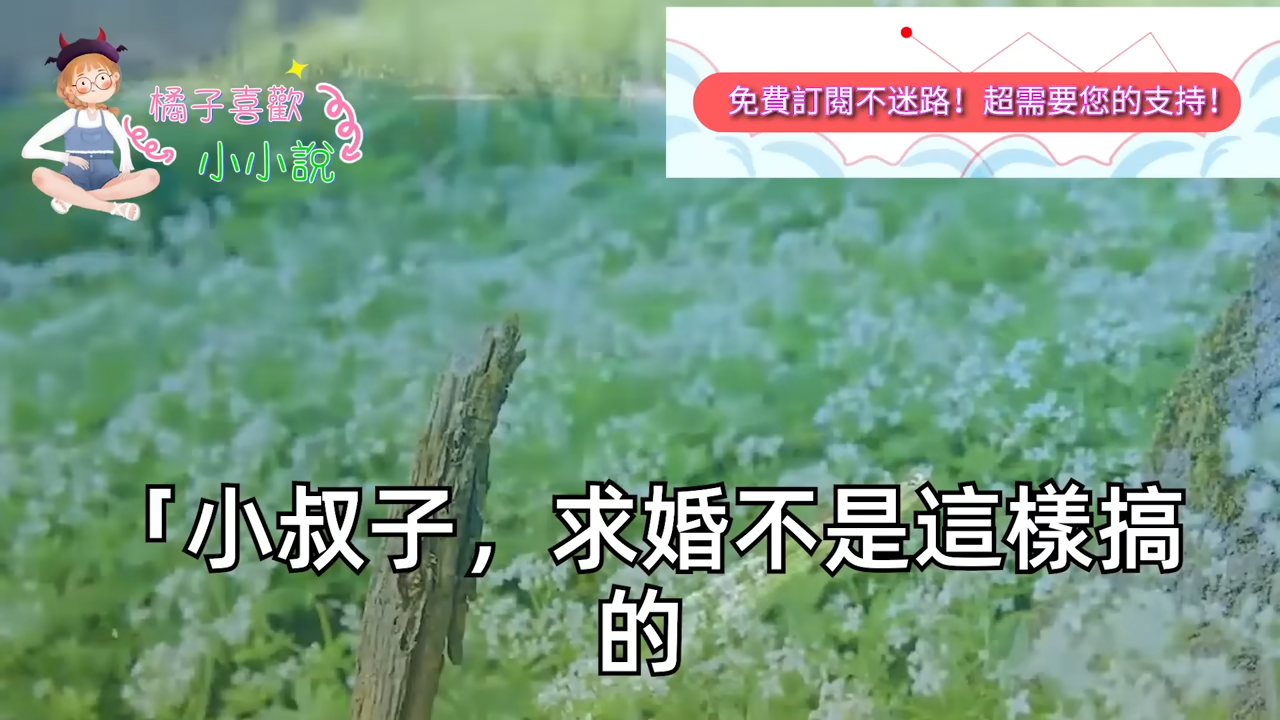 橘子喜歡
小小說
免費訂閱不迷路！超需要您的支持！
「小叔子，求婚不是這樣搞
的